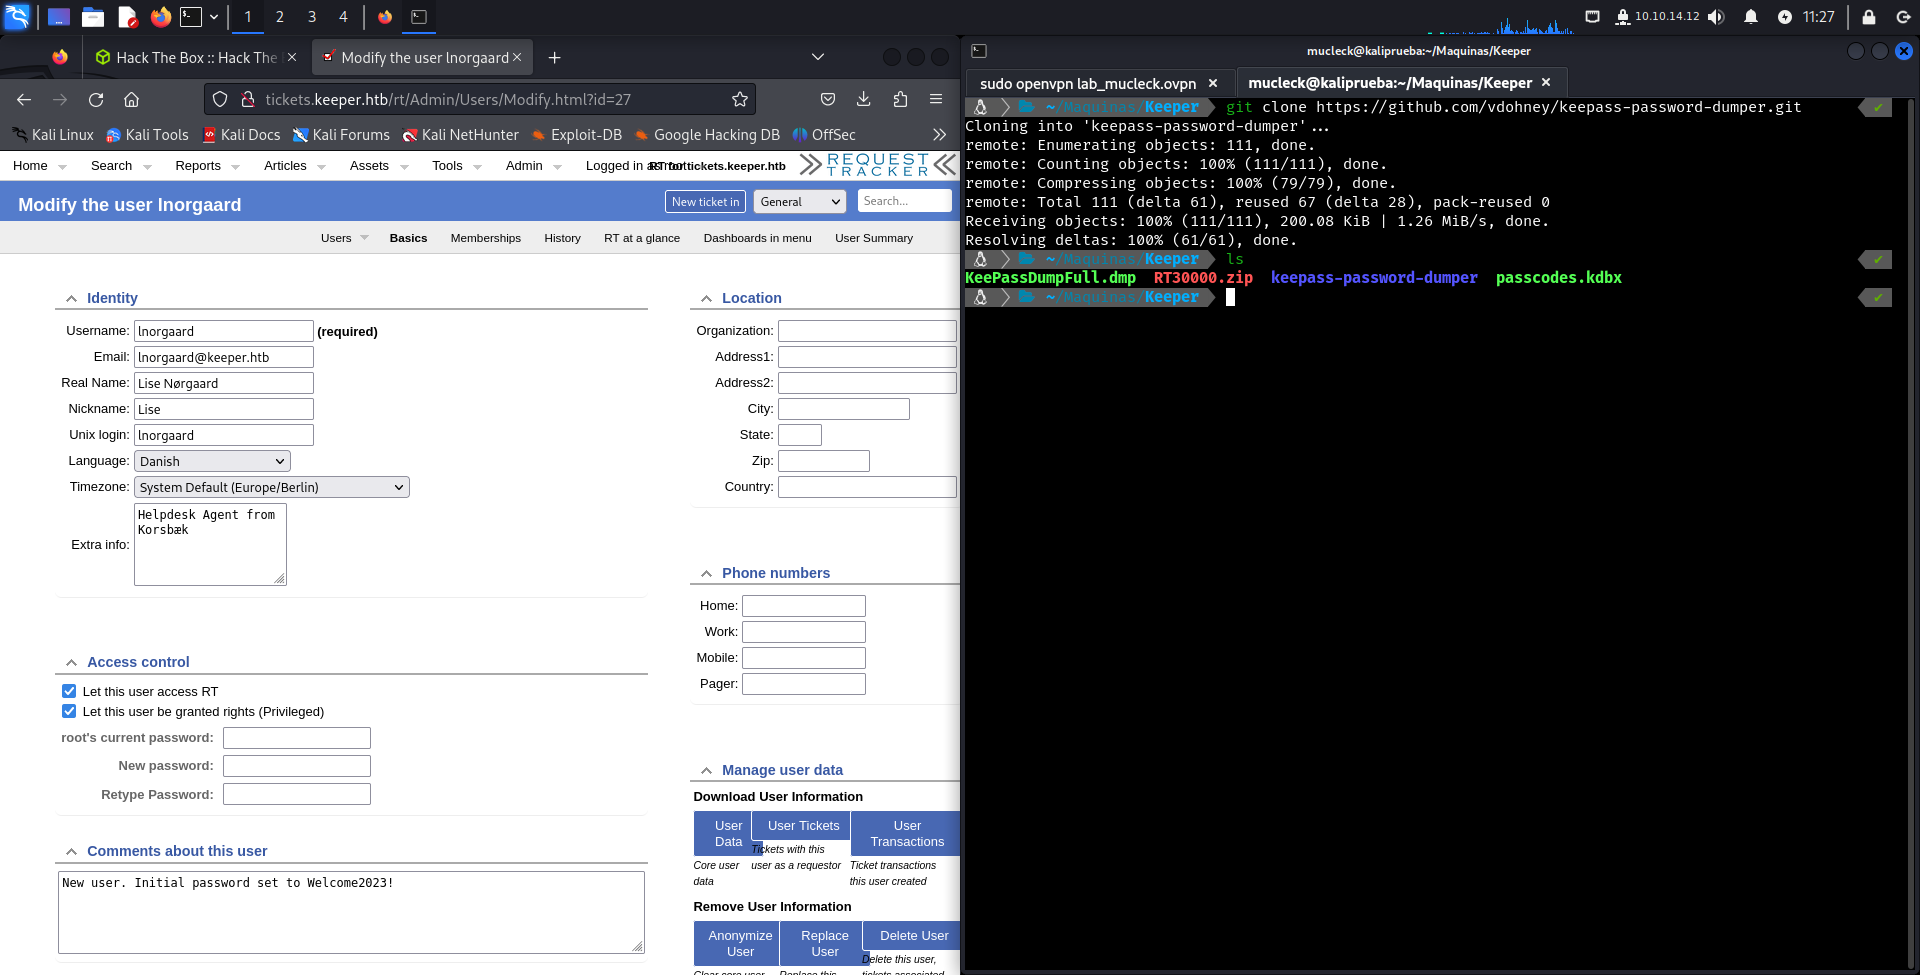 1 2 3 4
10.10.14.12 11:27
Hack The Box :: Hack The
Modify the user lnorgaard
tickets.keeper.htb/rt/Admin/Users/Modify.html?id=27
Kali Linux Kali Tools Kali Docs Kali Forums Kali NetHunter Exploit-DB Google Hacking DB OffSec
Home Search Reports Articles Assets Tools Admin Logged in as RT for tickets.keeper.htb
REQUEST
TRACKER
Modify the user lnorgaard
New ticket in General Search...
Users Basics Memberships History RT at a glance Dashboards in menu User Summary
Identity
Username: lnorgaard (required)
Email: lnorgaard@keeper.htb
Real Name: Lise Nørgaard
Nickname: Lise
Unix login: lnorgaard
Language: Danish
Timezone: System Default (Europe/Berlin)
Extra info: Helpdesk Agent from
Korsbæk
Access control
Let this user access RT
Let this user be granted rights (Privileged)
root's current password:
New password:
Retype Password:
Comments about this user
New user. Initial password set to Welcome2023!
Location
Organization:
Address1:
Address2:
City:
State:
Zip:
Country:
Phone numbers
Home:
Work:
Mobile:
Pager:
Manage user data
Download User Information
User
Data
User Tickets
User
Transactions
Core user
data
Tickets with this
user as a requestor
Ticket transactions
this user created
Remove User Information
Anonymize
User
Replace
User
Delete User
Clear core user
Replace this
Delete this user,
tickets associated
mucleck@kaliprueba:~/Maquinas/Keeper
sudo openvpn lab_mucleck.ovpn
mucleck@kaliprueba:~/Maquinas/Keeper
~/Maquinas/Keeper git clone https://github.com/vdohney/keepass-password-dumper.git
Cloning into 'keepass-password-dumper'...
remote: Enumerating objects: 111, done.
remote: Counting objects: 100% (111/111), done.
remote: Compressing objects: 100% (79/79), done.
remote: Total 111 (delta 61), reused 67 (delta 28), pack-reused 0
Receiving objects: 100% (111/111), 200.08 KiB | 1.26 MiB/s, done.
Resolving deltas: 100% (61/61), done.
~/Maquinas/Keeper ls
KeePassDumpFull.dmp RT30000.zip keepass-password-dumper passcodes.kdbx
~/Maquinas/Keeper